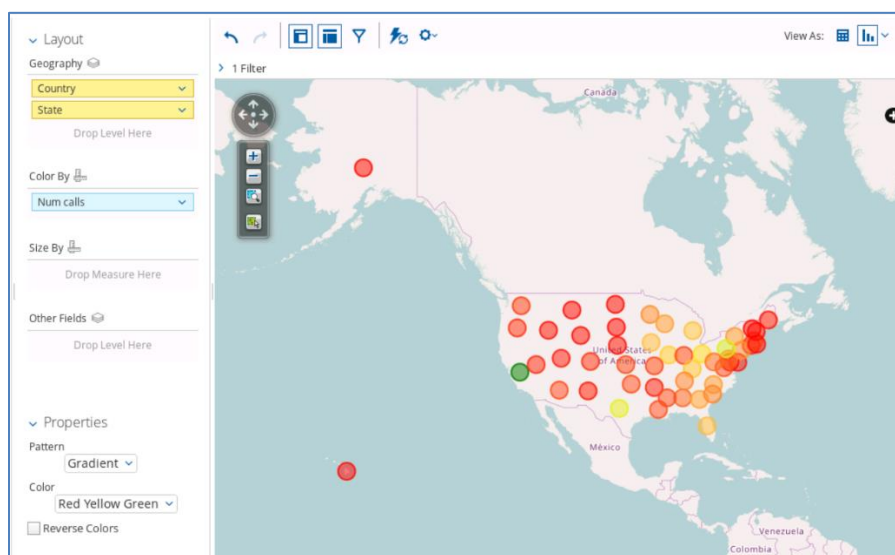 Layout
Geography
Country
State
Drop Level Here
Color By
Num calls
Size By
Drop Measure Here
Other Fields
Drop Level Here
Properties
Pattern
Gradient
Color
Red Yellow Green
Reverse Colors
View As:
1 Filter
Canada
United States
of America
México
Venezuela
Colombia